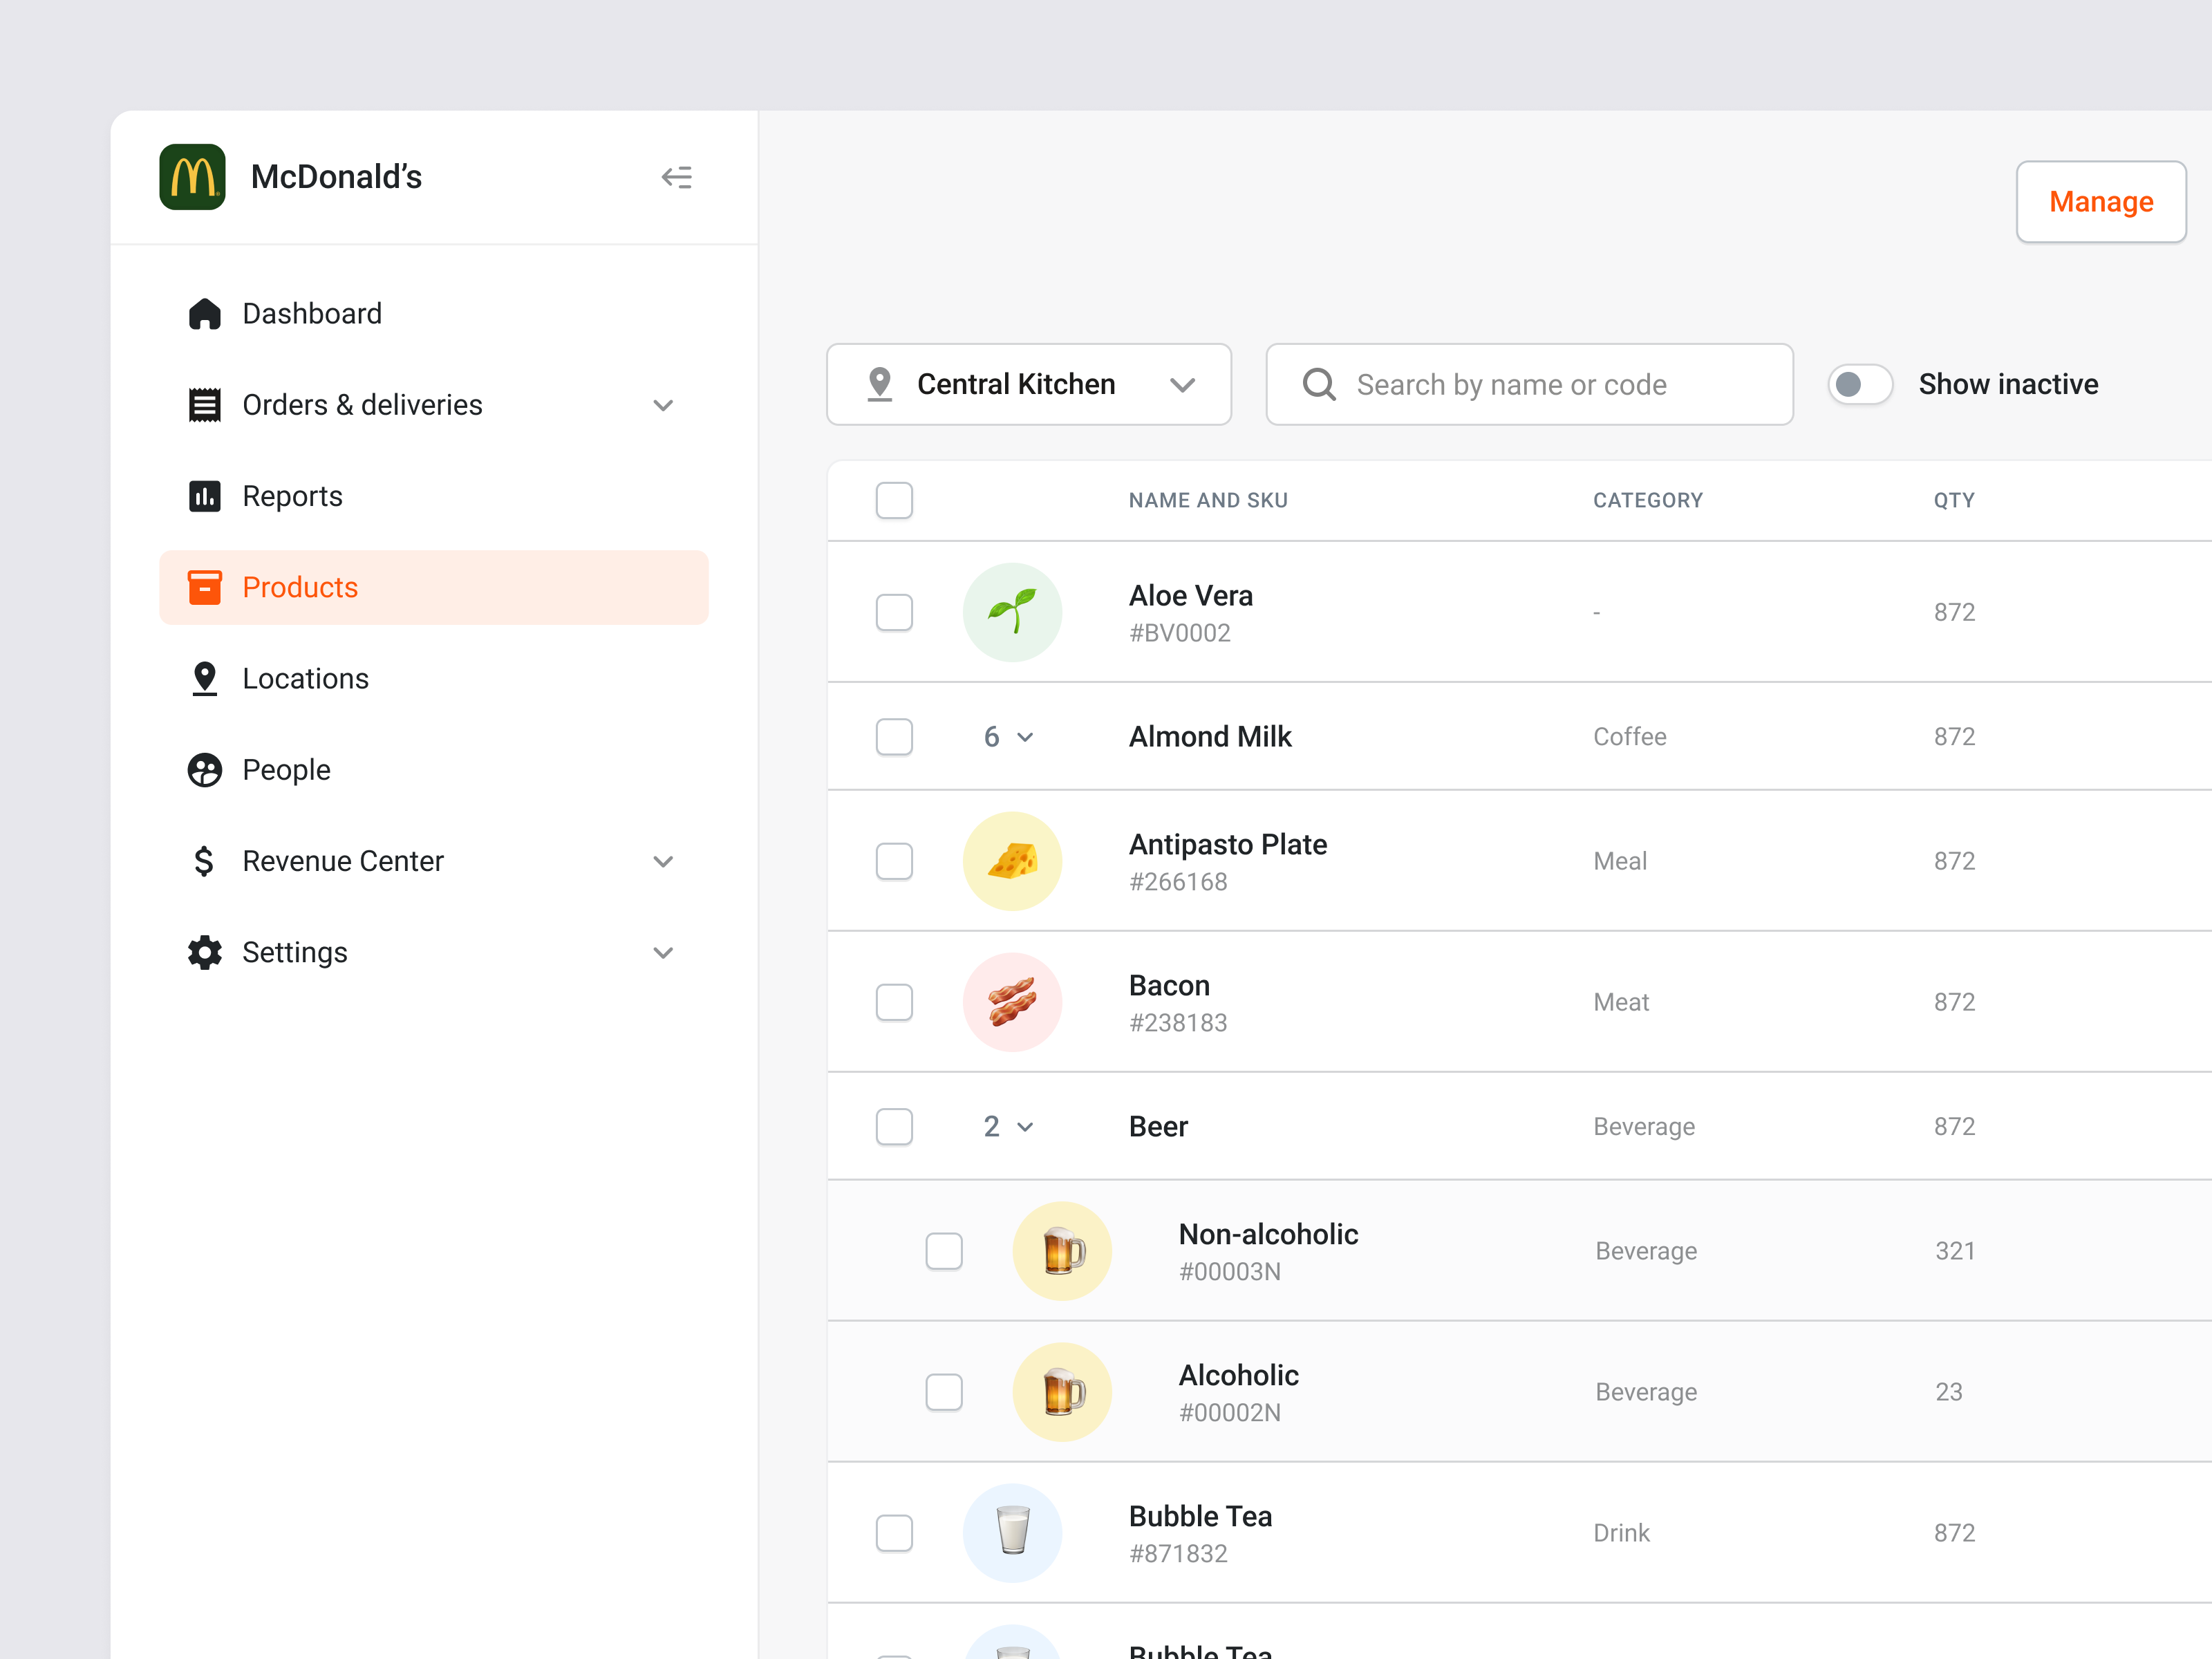 McDonald’s
Dashboard
Orders & deliveries
Reports
Products
Locations
People
Revenue Center
Settings
Manage
Central Kitchen
Search by name or code
Show inactive
NAME AND SKU CATEGORY QTY
Aloe Vera
#BV0002
- 872
6 Almond Milk Coffee 872
Antipasto Plate
#266168
Meal 872
Bacon
#238183
Meat 872
2 Beer Beverage 872
Non-alcoholic
#00003N
Beverage 321
Alcoholic
#00002N
Beverage 23
Bubble Tea
#871832
Drink 872
Bubble Tea